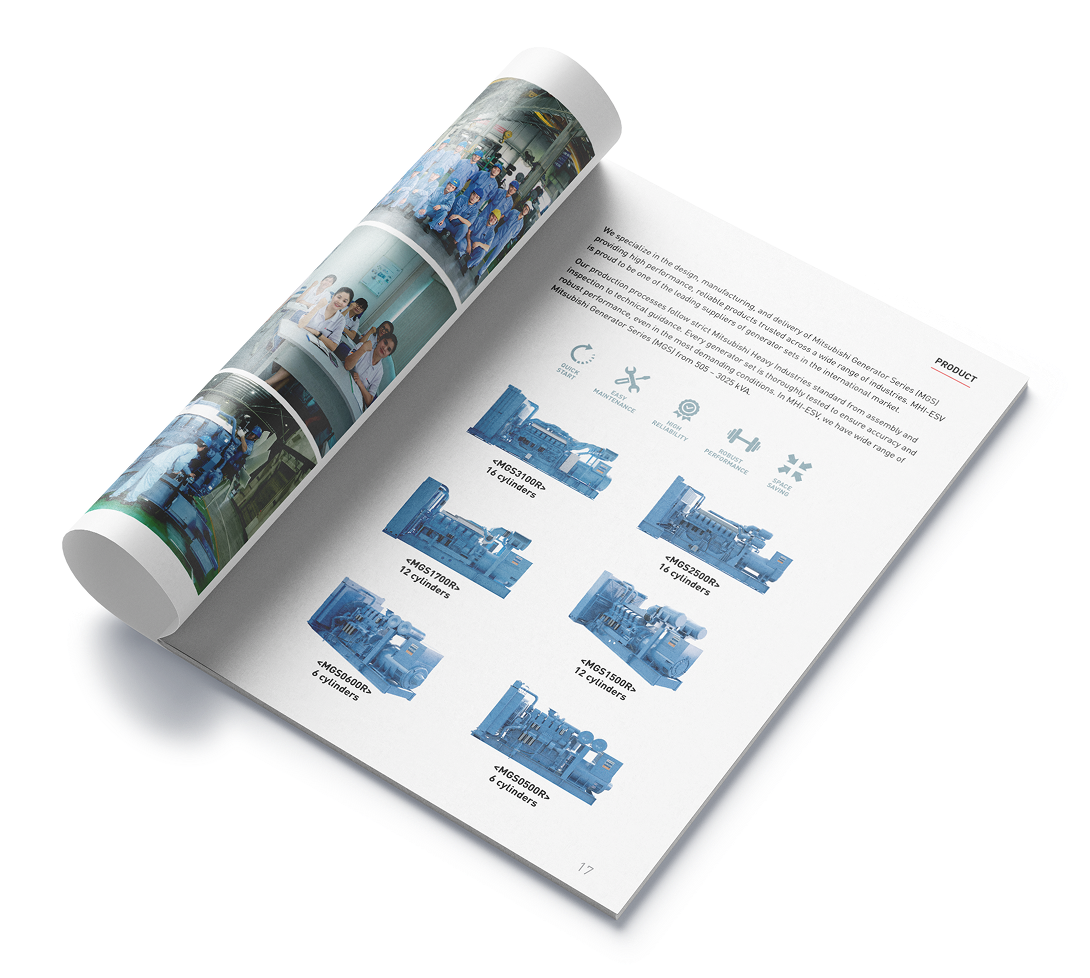 PRODUCT
We specialize in the design, manufacturing, and delivery of Mitsubishi Generator Series (MGS)
providing high performance, reliable products trusted across a wide range of industries. MHI-ESV
is proud to be one of the leading suppliers of generator sets in the international market.
Our production processes follow strict Mitsubishi Heavy Industries standard from assembly and
inspection to technical guidance. Every generator set is thoroughly tested to ensure accuracy and
robust performance, even in the most demanding conditions. In MHI-ESV, we have wide range of
Mitsubishi Generator Series (MGS) from 505 – 3025 kVA.
QUICK
START
EASY
MAINTENANCE
HIGH
RELIABILITY
ROBUST
PERFORMANCE
SPACE
SAVING
<MGS3100R>
16 cylinders
<MGS2500R>
16 cylinders
<MGS1700R>
12 cylinders
<MGS1500R>
12 cylinders
<MGS0600R>
6 cylinders
<MGS0500R>
6 cylinders
17